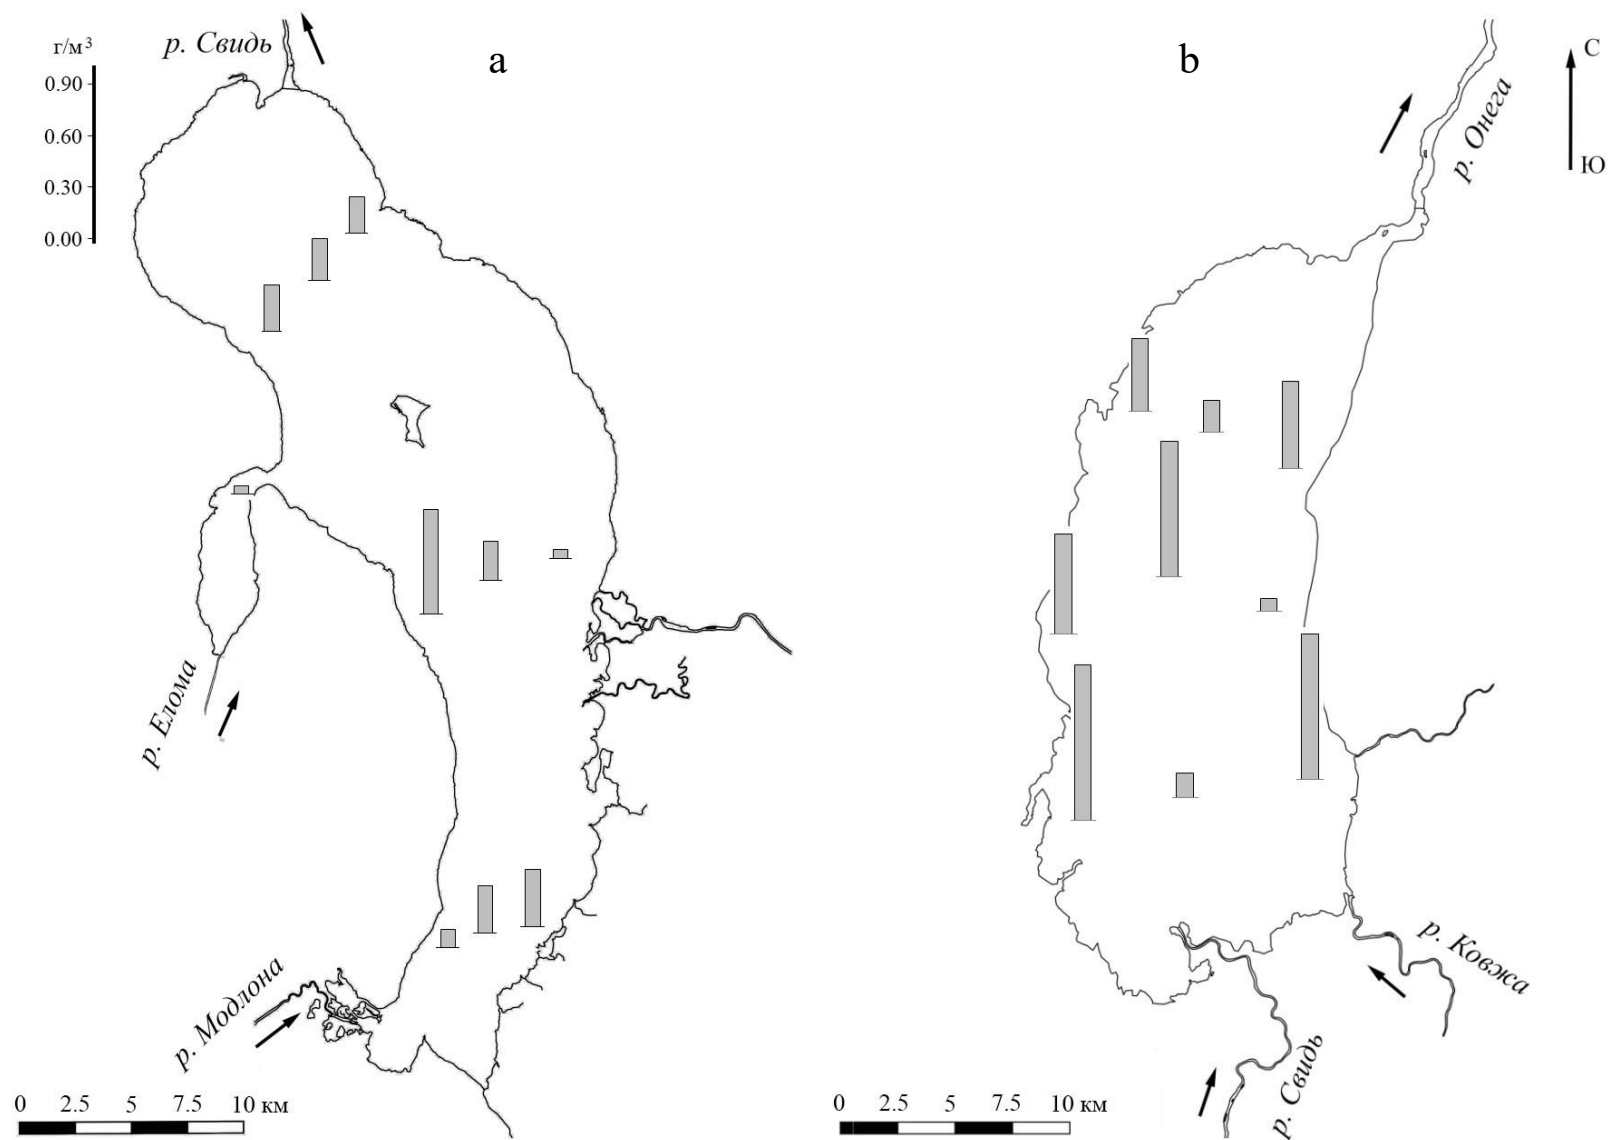 г/м³
0.90
0.60
0.30
0.00
р. Свидь
a
р. Елома
р. Модлона
0 2.5 5 7.5 10 км
b
С
Ю
р. Онега
р. Ковжа
р. Свидь
0 2.5 5 7.5 10 км